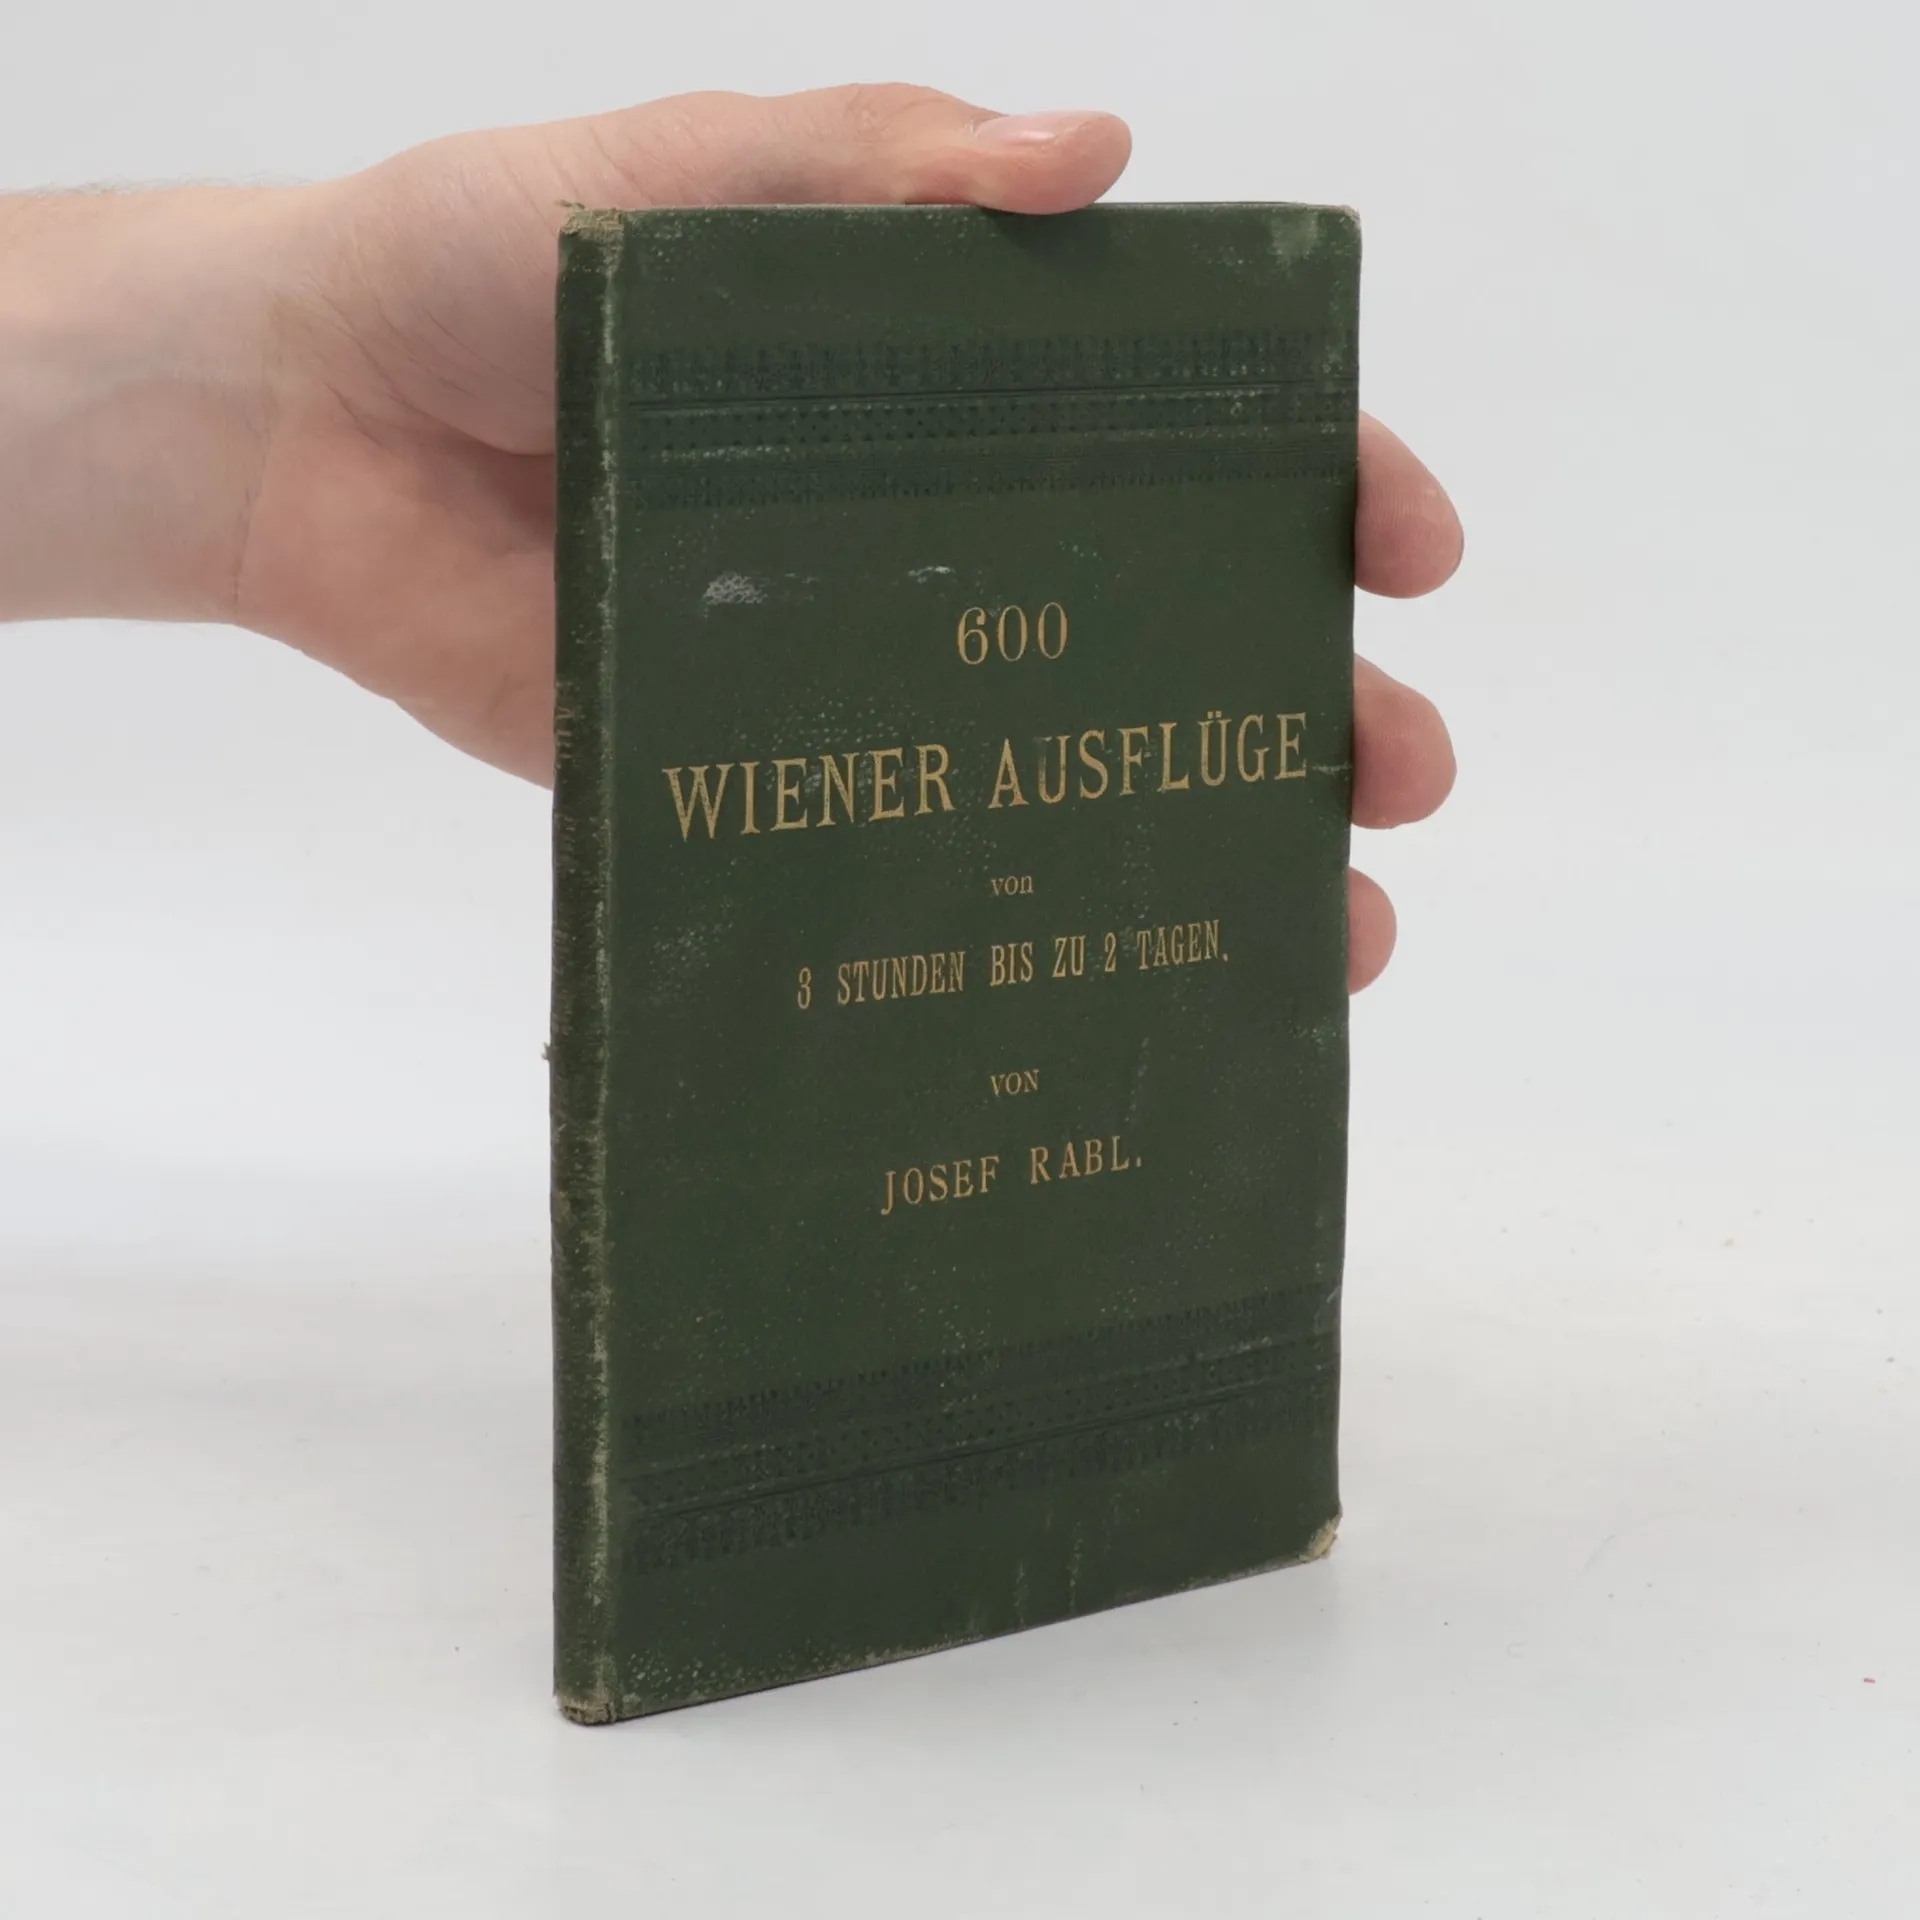 600
WIENER AUSFLÜGE
von
3 STUNDEN BIS ZU 2 TAGEN.
VON
JOSEF RABL.